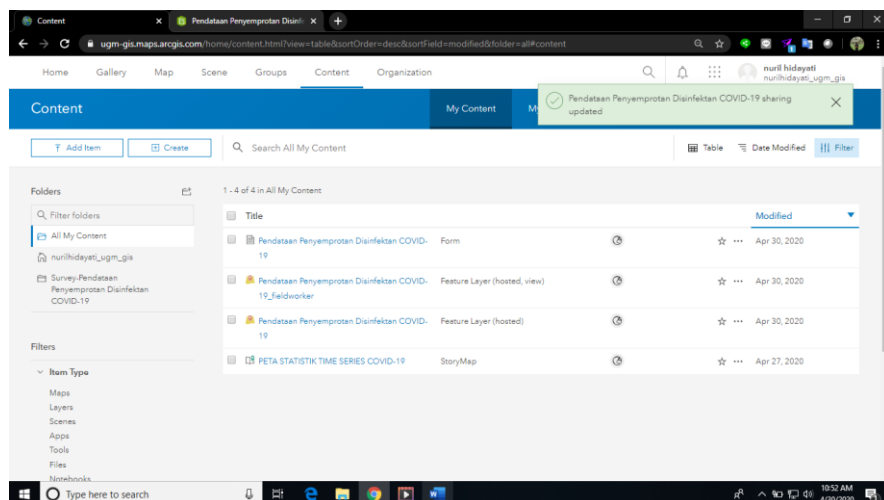 Content
Pendataan Penyemprotan Disinfe
ugm-gis.maps.arcgis.com/home/content.html?view=table&sortOrder=desc&sortField=modified&folder=all#content
Home Gallery Map Scene Groups Content Organization
nuril hidayati
nurilhidayati_ugm_gis
Content
My Content
Pendataan Penyemprotan Disinfektan COVID-19 sharing
updated
Add Item
Create
Search All My Content
Table
Date Modified
Filter
Folders
1 - 4 of 4 in All My Content
Filter folders
Title
Modified
All My Content
nurilhidayati_ugm_gis
Survey-Pendataan
Penyemprotan Disinfektan
COVID-19
Pendataan Penyemprotan Disinfektan COVID-
19
Form
Apr 30, 2020
Pendataan Penyemprotan Disinfektan COVID-
19_fieldworker
Feature Layer (hosted, view)
Apr 30, 2020
Pendataan Penyemprotan Disinfektan COVID-
19
Feature Layer (hosted)
Apr 30, 2020
PETA STATISTIK TIME SERIES COVID-19
StoryMap
Apr 27, 2020
Filters
Item Type
Maps
Layers
Scenes
Apps
Tools
Files
Notebooks
Type here to search
10:52 AM